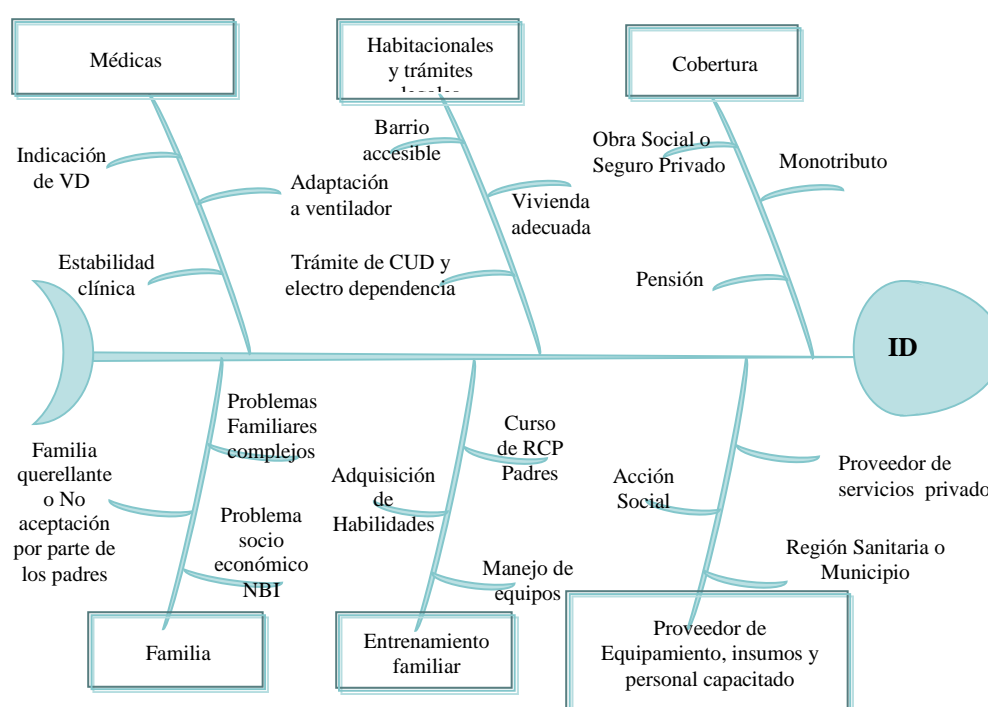 Médicas
Habitacionales
y trámites
Cobertura
Indicación
de VD
Adaptación
a ventilador
Estabilidad
clínica
Barrio
accesible
Vivienda
adecuada
Trámite de CUD y
electro dependencia
Obra Social o
Seguro Privado
Monotributo
Pensión
ID
Familia
querellante
o No
aceptación
por parte de
los padres
Problemas
Familiares
complejos
Problema
socio
económico
NBI
Adquisición
de
Habilidades
Curso
de RCP
Padres
Manejo de
equipos
Acción
Social
Proveedor de
servicios privado
Región Sanitaria o
Municipio
Familia
Entrenamiento
familiar
Proveedor de
Equipamiento, insumos y
personal capacitado